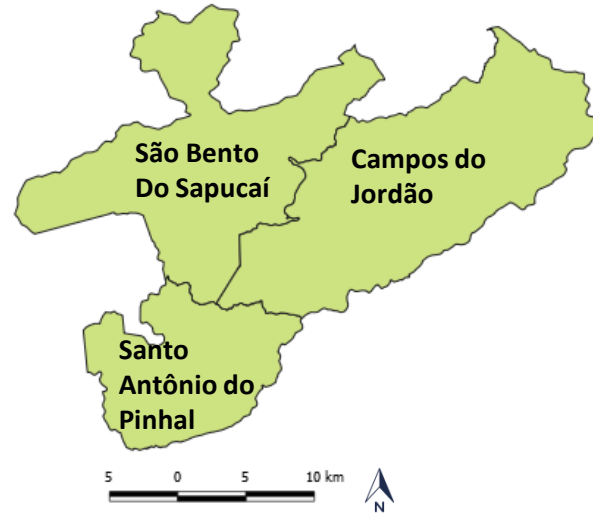 São Bento
Do Sapucaí
Campos do
Jordão
Santo
Antônio do
Pinhal
5 0 5 10 km
N